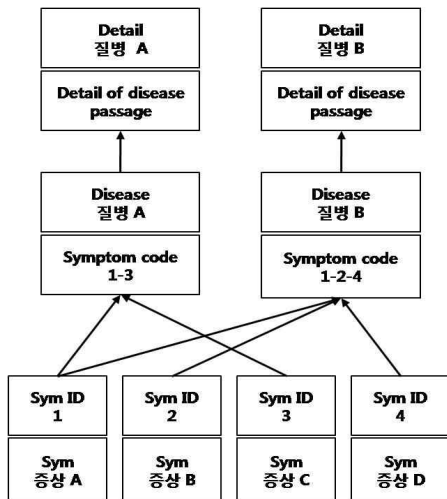 Detail
질병 A
Detail
질병 B
Detail of disease
passage
Detail of disease
passage
Disease
질병 A
Disease
질병 B
Symptom code
1-3
Symptom code
1-2-4
Sym ID
1
Sym ID
2
Sym ID
3
Sym ID
4
Sym
증상 A
Sym
증상 B
Sym
증상 C
Sym
증상 D